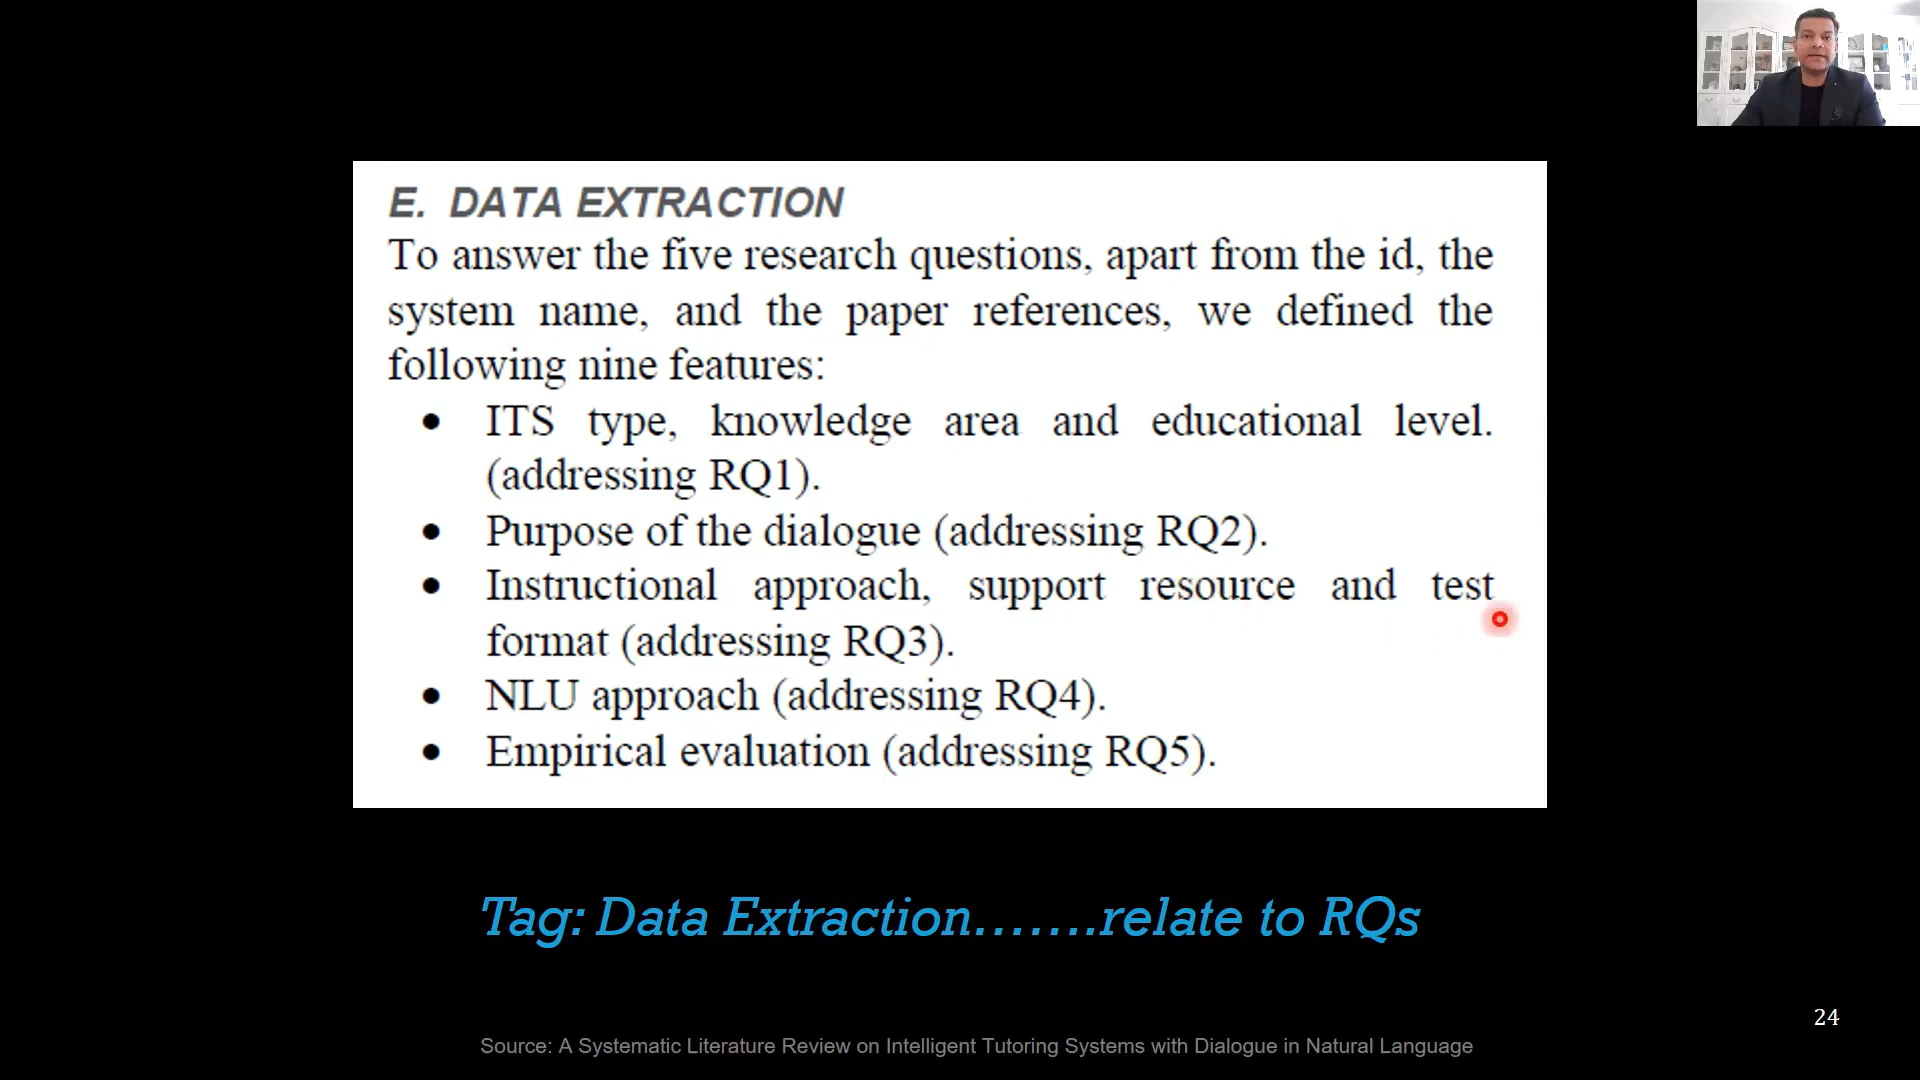 E. DATA EXTRACTION
To answer the five research questions, apart from the id, the
system name, and the paper references, we defined the
following nine features:
• ITS type, knowledge area and educational level.
(addressing RQ1).
• Purpose of the dialogue (addressing RQ2).
• Instructional approach, support resource and test
format (addressing RQ3).
• NLU approach (addressing RQ4).
• Empirical evaluation (addressing RQ5).
Tag: Data Extraction…….relate to RQs
24
Source: A Systematic Literature Review on Intelligent Tutoring Systems with Dialogue in Natural Language